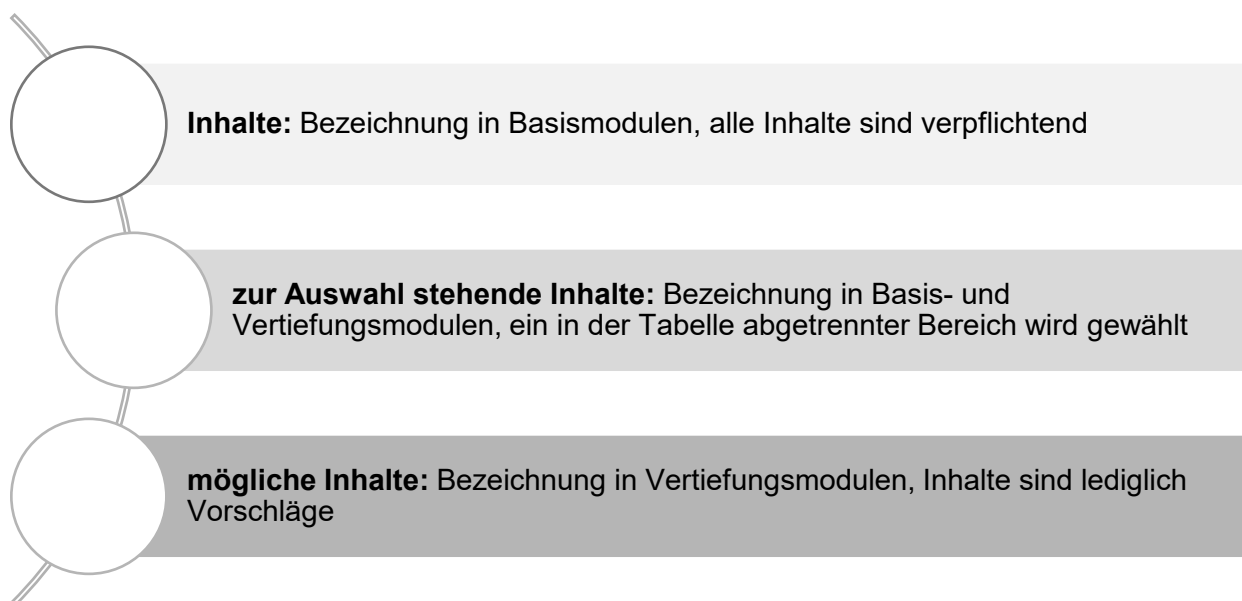 Inhalte: Bezeichnung in Basismodulen, alle Inhalte sind verpflichtend
zur Auswahl stehende Inhalte: Bezeichnung in Basis- und
Vertiefungsmodulen, ein in der Tabelle abgetrennter Bereich wird gewählt
mögliche Inhalte: Bezeichnung in Vertiefungsmodulen, Inhalte sind lediglich
Vorschläge